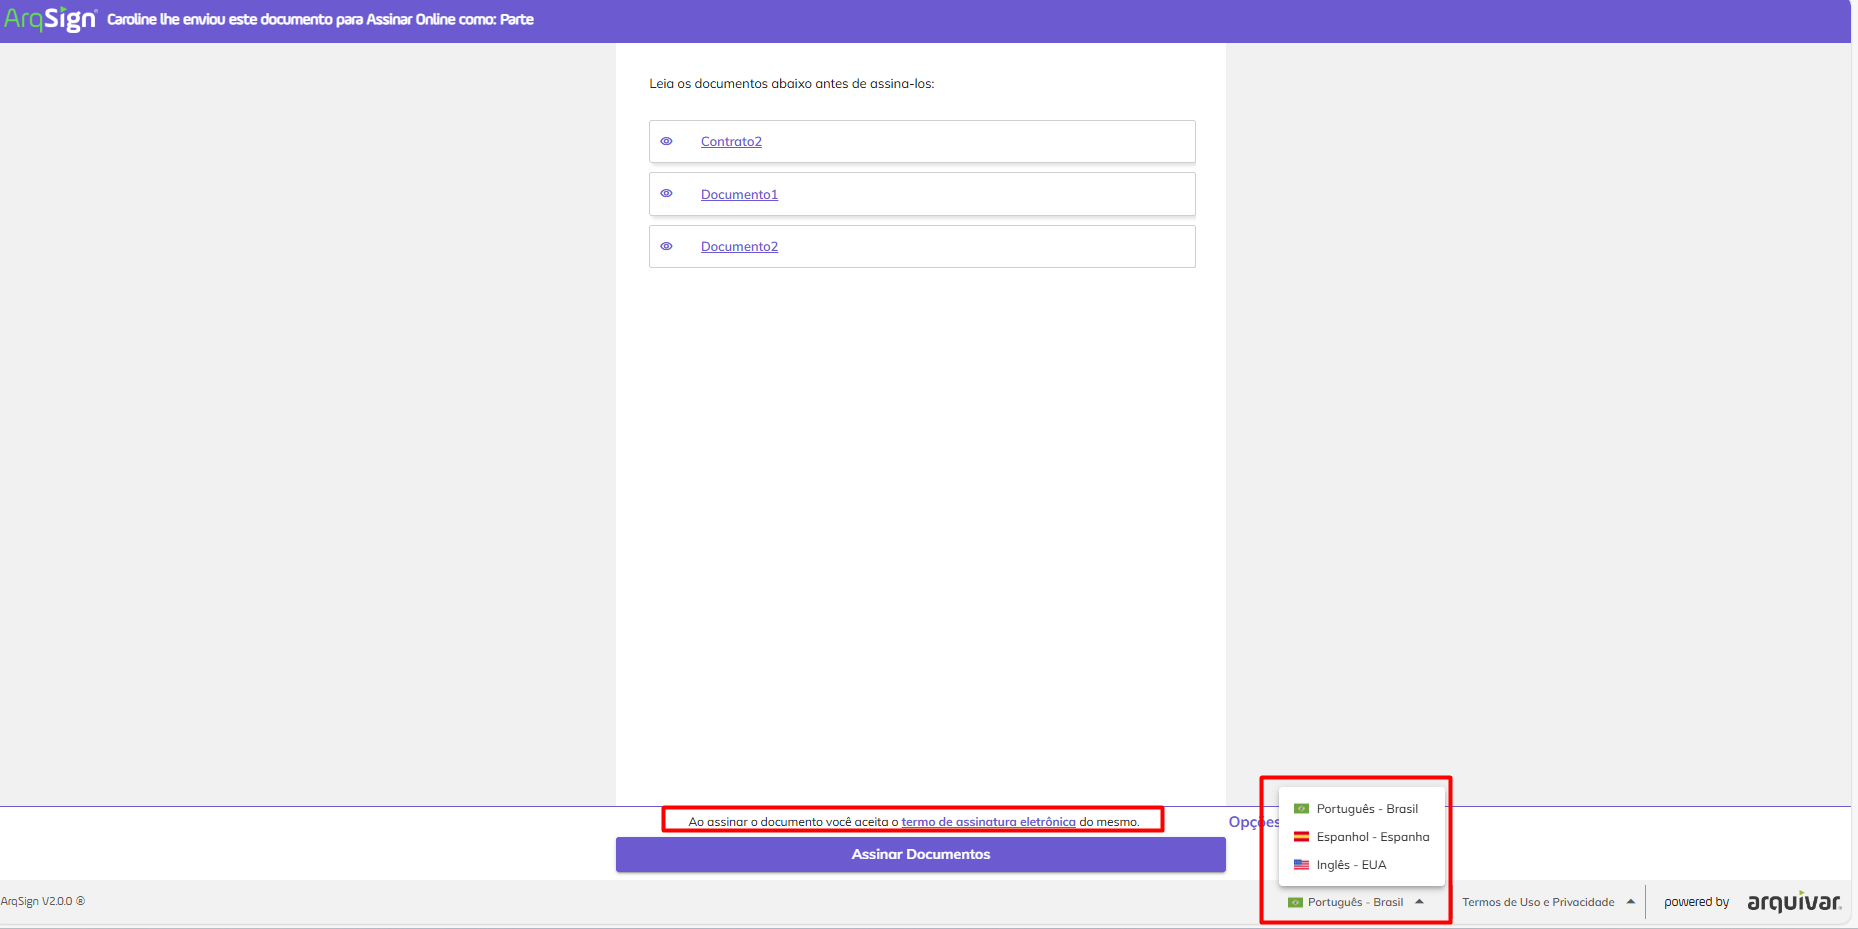 ArqSign Caroline lhe enviou este documento para Assinar Online como: Parte
Leia os documentos abaixo antes de assina-los:
Contrato2
Documento1
Documento2
Ao assinar o documento você aceita o termo de assinatura eletrônica do mesmo.
Opções
Assinar Documentos
Português - Brasil
Espanhol - Espanha
Inglês - EUA
ArqSign V2.0.0 ®
Português - Brasil
Termos de Uso e Privacidade
powered by arquivar